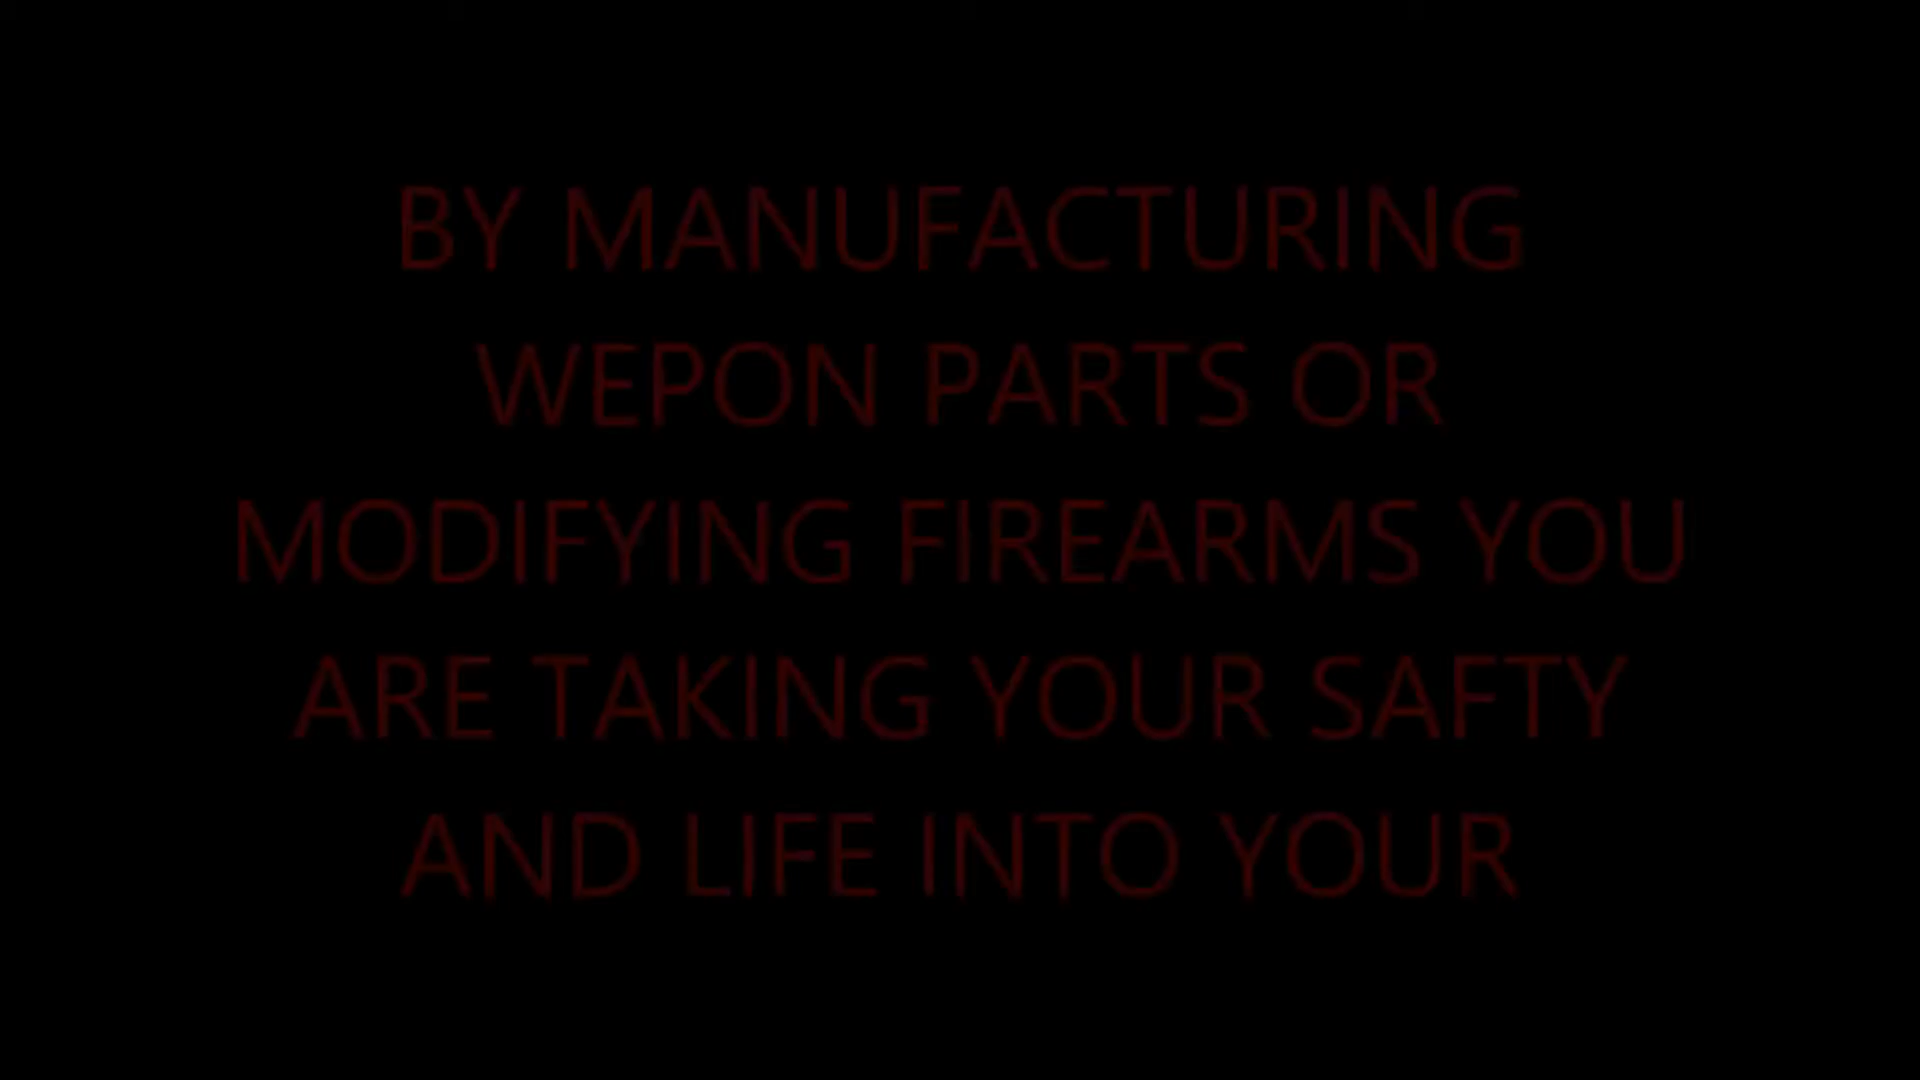 BY MANUFACTURING
WEPON PARTS OR
MODIFYING FIREARMS YOU
ARE TAKING YOUR SAFTY
AND LIFE INTO YOUR